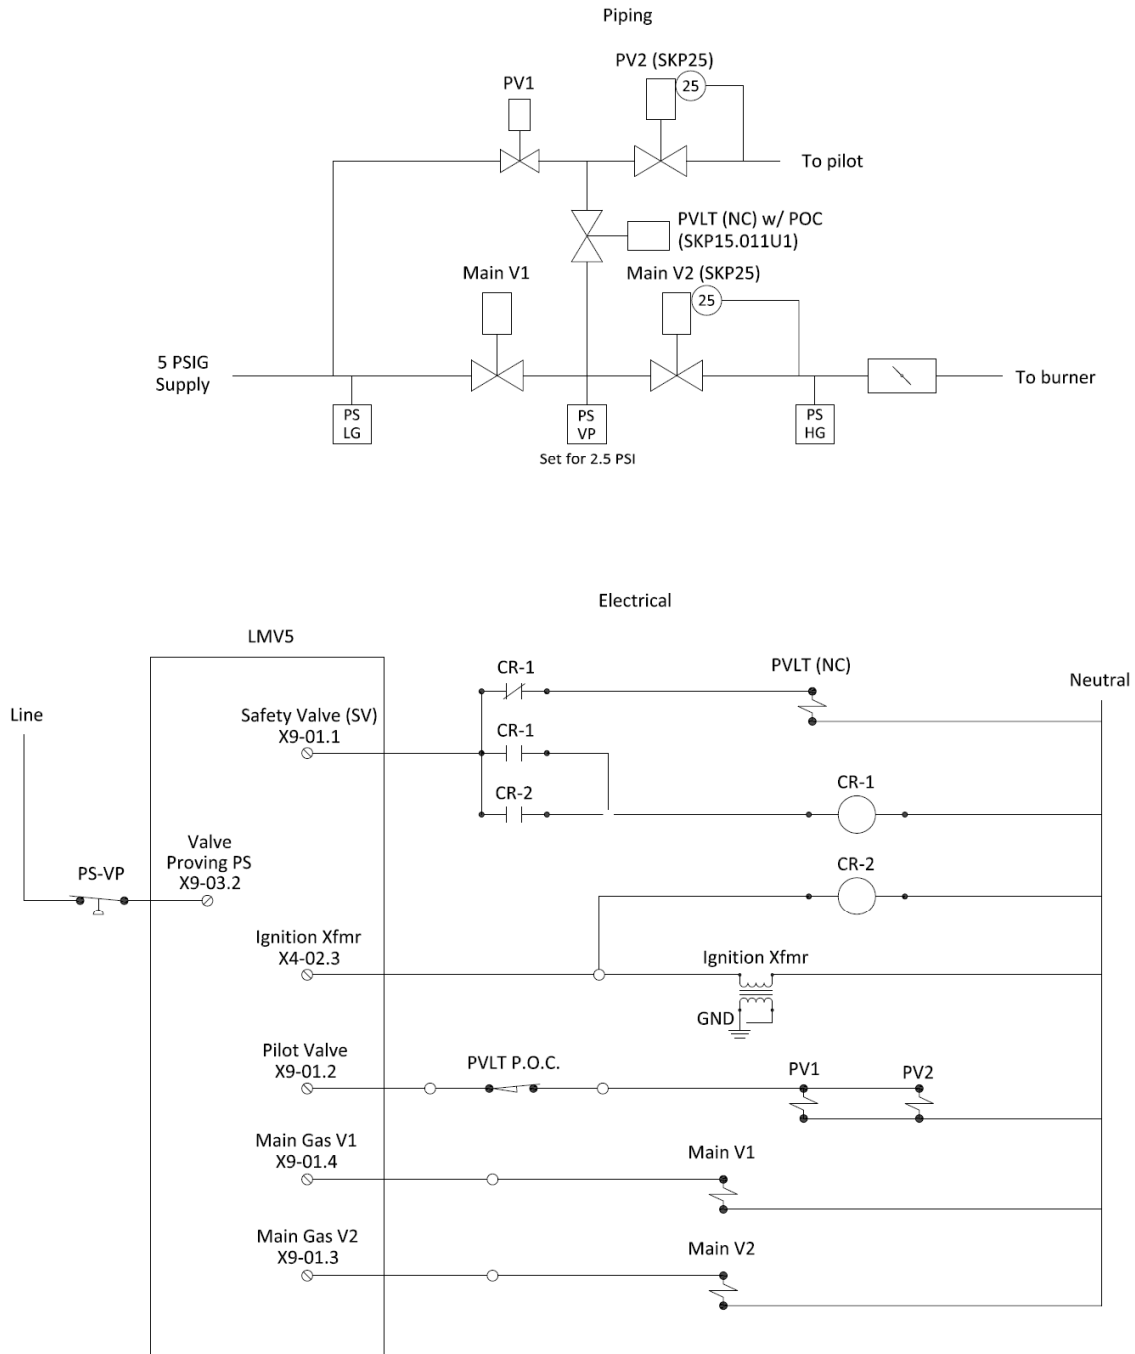 Piping
PV2 (SKP25)
25
PV1
To pilot
PVLT (NC) w/ POC
(SKP15.011U1)
Main V1
Main V2 (SKP25)
25
5 PSIG
Supply
To burner
PS
LG
PS
VP
PS
HG
Set for 2.5 PSI
Electrical
LMV5
CR-1
PVLT (NC)
Neutral
Line
Safety Valve (SV)
X9-01.1
CR-1
CR-2
CR-1
Valve
Proving PS
X9-03.2
PS-VP
CR-2
Ignition Xfmr
X4-02.3
Ignition Xfmr
GND
Pilot Valve
X9-01.2
PVLT P.O.C.
PV1
PV2
Main Gas V1
X9-01.4
Main V1
Main Gas V2
X9-01.3
Main V2